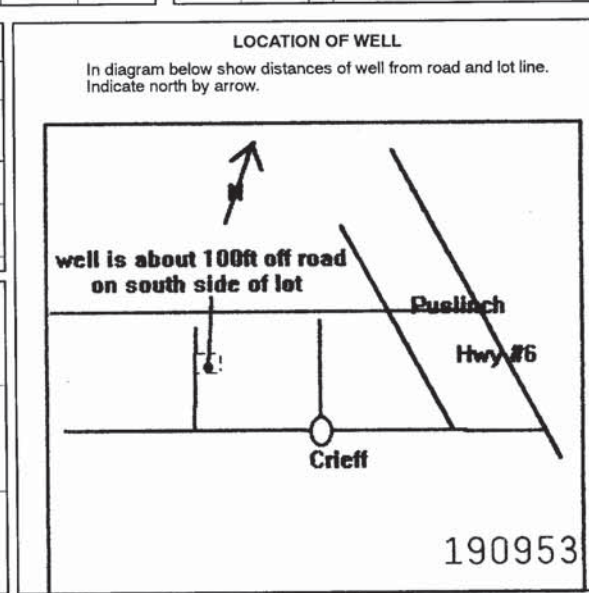 LOCATION OF WELL
In diagram below show distances of well from road and lot line.
Indicate north by arrow.
N
well is about 100ft off road
on south side of lot
Puslinch
Hwy #6
Crieff
190953